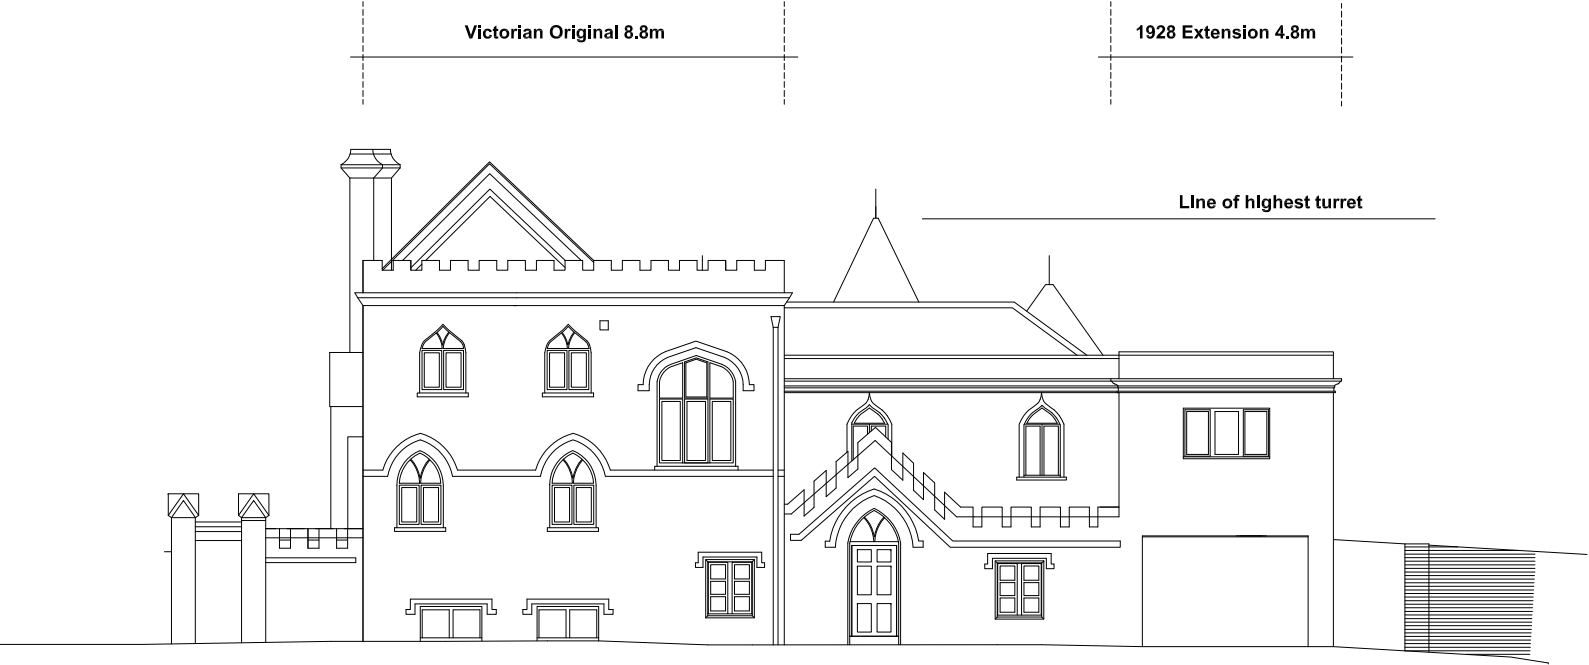 Victorian Original 8.8m
1928 Extension 4.8m
Line of highest turret